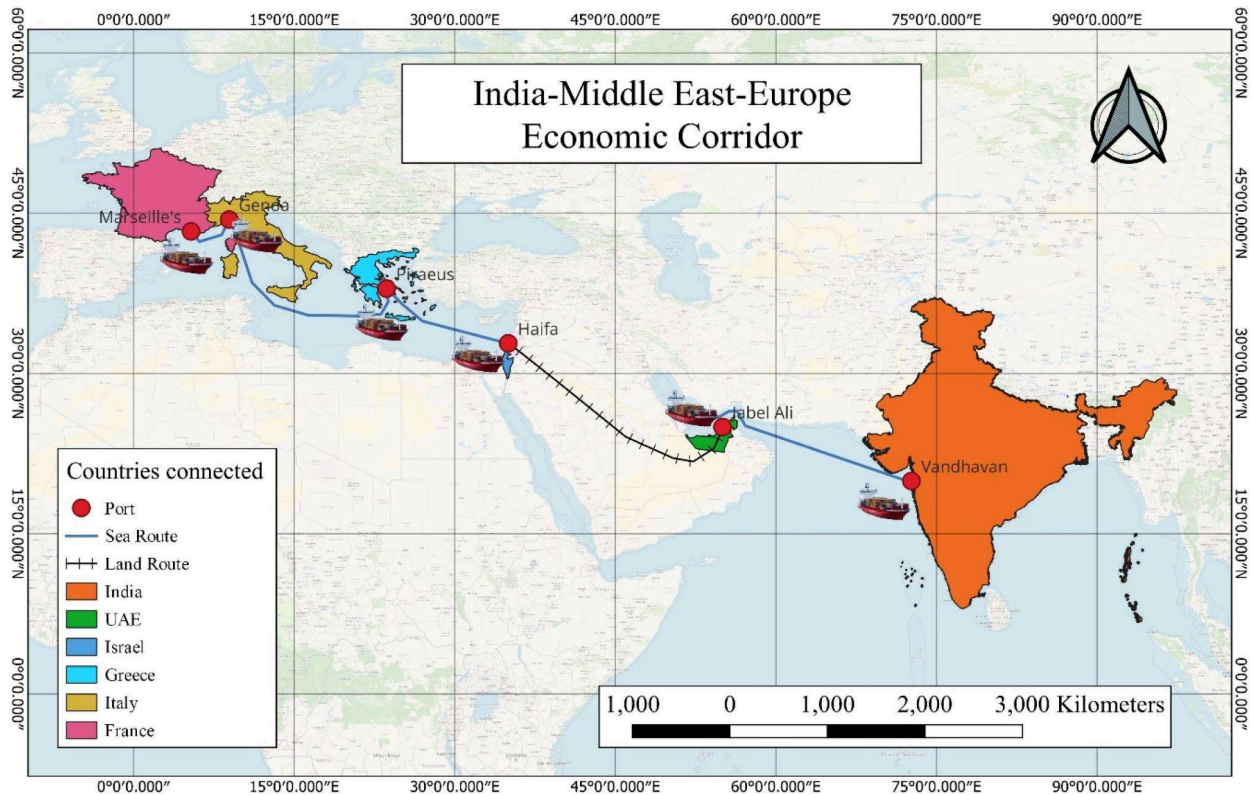 60°0'0.000"N
0°0'0.000" 15°0'0.000"E 30°0'0.000"E 45°0'0.000"E 60°0'0.000"E 75°0'0.000"E 90°0'0.000"E
60°0'0.000"N
India-Middle East-Europe
Economic Corridor
45°0'0.000"N
45°0'0.000"N
Marseille's
Genoa
Piraeus
Haifa
30°0'0.000"N
30°0'0.000"N
Jabel Ali
Vandhavan
15°0'0.000"N
15°0'0.000"N
0°0'0.000"
0°0'0.000"
Countries connected
Port
Sea Route
Land Route
India
UAE
Israel
Greece
Italy
France
1,000 0 1,000 2,000 3,000 Kilometers
0°0'0.000" 15°0'0.000"E 30°0'0.000"E 45°0'0.000"E 60°0'0.000"E 75°0'0.000"E 90°0'0.000"E